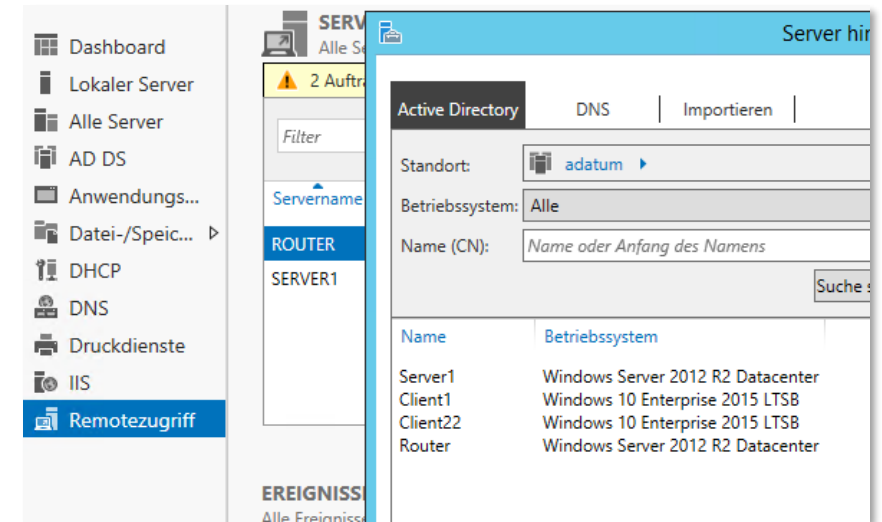 Dashboard
Lokaler Server
Alle Server
AD DS
Anwendungs...
Datei-/Speic...
DHCP
DNS
Druckdienste
IIS
Remotezugriff
SERV
Alle Se
2 Auftra
Filter
Servername
ROUTER
SERVER1
EREIGNISSE
Alle Ereignisse
Server hin
Active Directory DNS Importieren
Standort: adatum
Betriebssystem: Alle
Name (CN): Name oder Anfang des Namens
Suche s
Name Betriebssystem
Server1 Windows Server 2012 R2 Datacenter
Client1 Windows 10 Enterprise 2015 LTSB
Client22 Windows 10 Enterprise 2015 LTSB
Router Windows Server 2012 R2 Datacenter